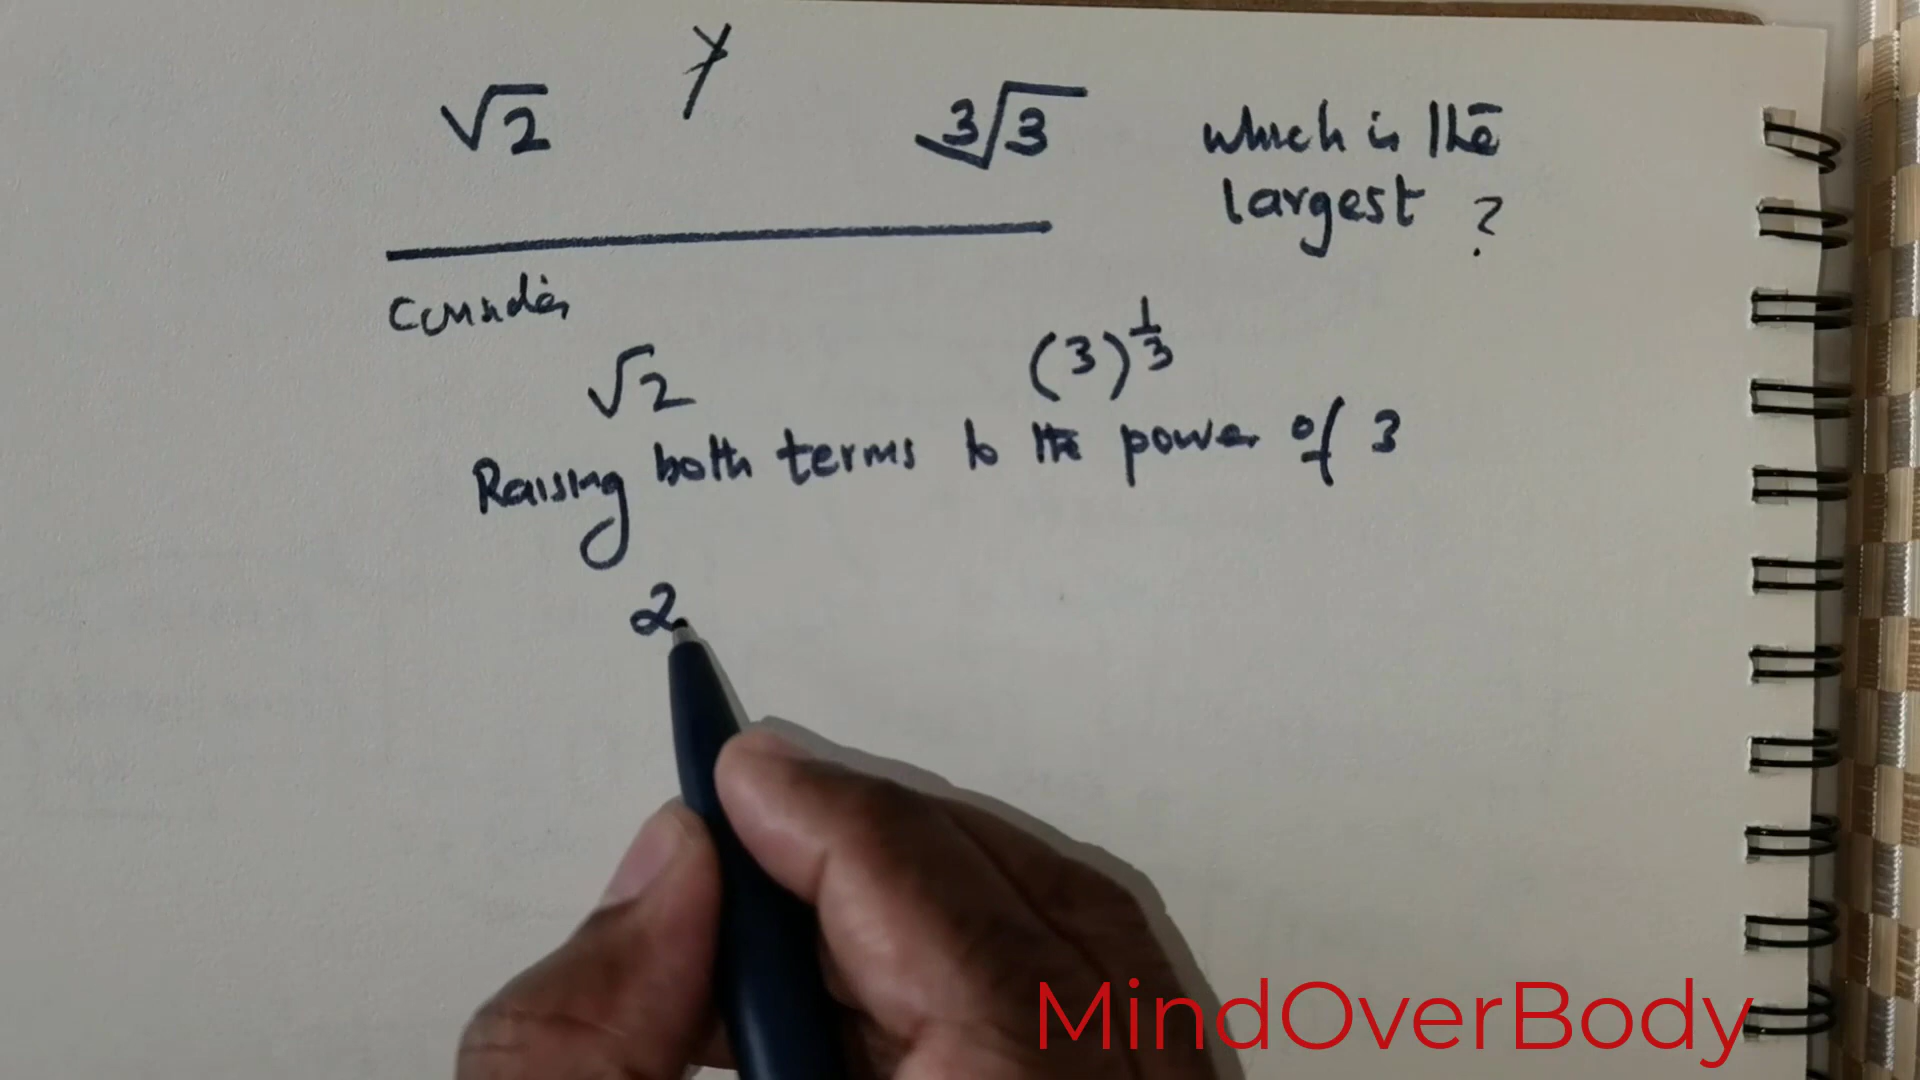 √2 ∛3 which is the
largest ?
Consider
√2 (3)^1/3
Raising both terms to the power of 3
2
MindOverBody